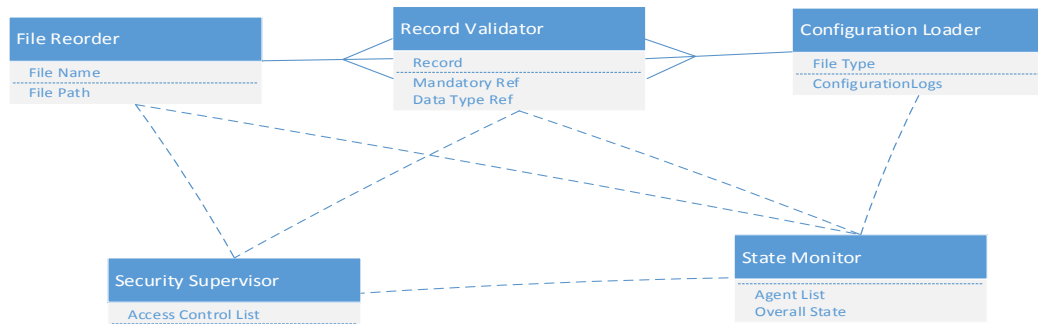 File Reorder
File Name
File Path
Record Validator
Record
Mandatory Ref
Data Type Ref
Configuration Loader
File Type
ConfigurationLogs
Security Supervisor
Access Control List
State Monitor
Agent List
Overall State